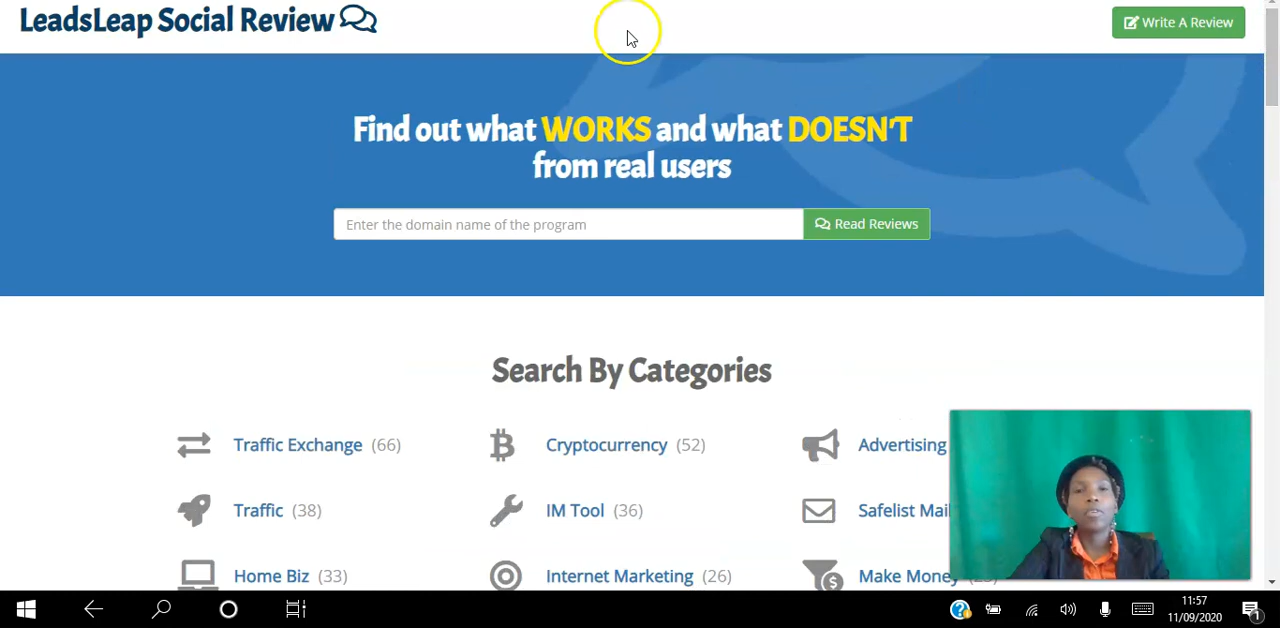 LeadsLeap Social Review
Write A Review
Find out what WORKS and what DOESN'T
from real users
Enter the domain name of the program
Read Reviews
Search By Categories
Traffic Exchange (66)
Cryptocurrency (52)
Advertising
Traffic (38)
IM Tool (36)
Safelist Mail
Home Biz (33)
Internet Marketing (26)
Make Money
11:57
11/09/2020
1